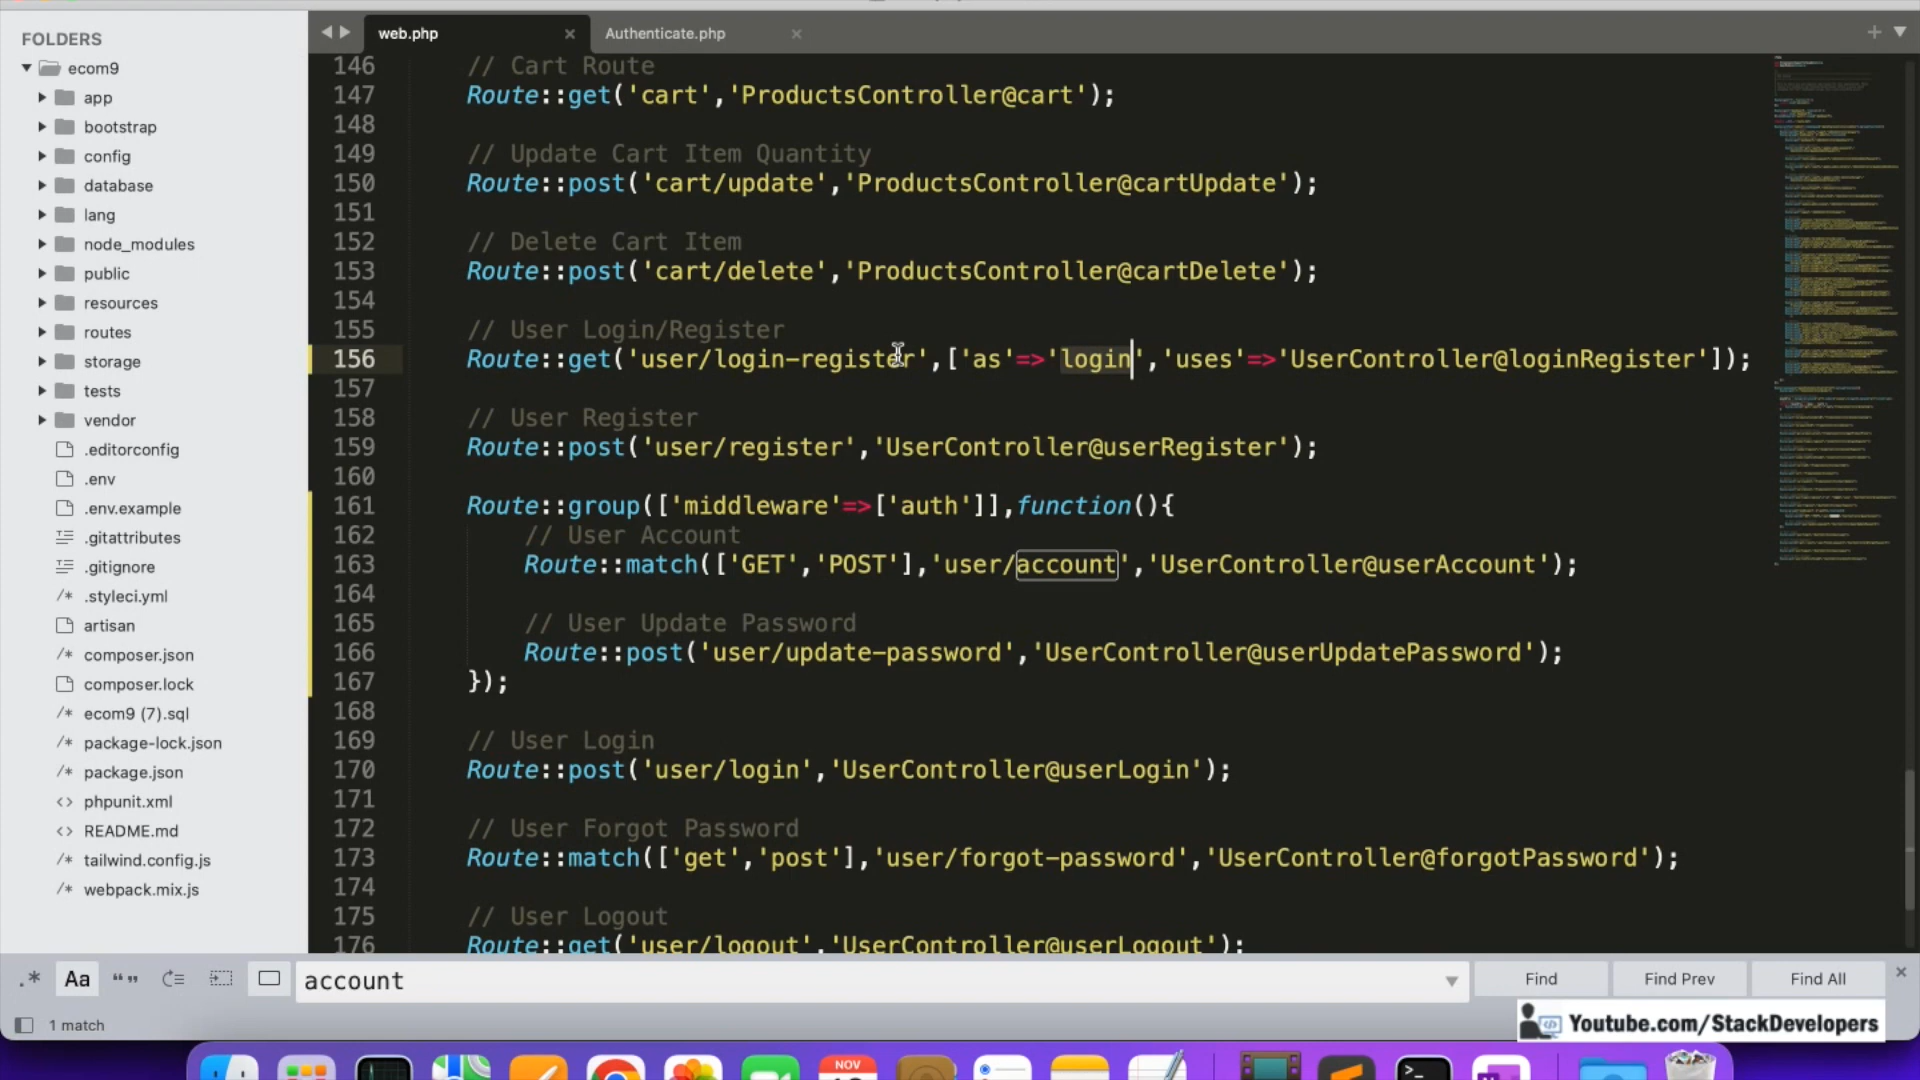 FOLDERS
ecom9
app
bootstrap
config
database
lang
node_modules
public
resources
routes
storage
tests
vendor
.editorconfig
.env
.env.example
.gitattributes
.gitignore
.styleci.yml
artisan
composer.json
composer.lock
ecom9 (7).sql
package-lock.json
package.json
phpunit.xml
README.md
tailwind.config.js
webpack.mix.js
web.php
Authenticate.php
146 // Cart Route
147 Route::get('cart','ProductsController@cart');
148
149 // Update Cart Item Quantity
150 Route::post('cart/update','ProductsController@cartUpdate');
151
152 // Delete Cart Item
153 Route::post('cart/delete','ProductsController@cartDelete');
154
155 // User Login/Register
156 Route::get('user/login-register',['as'=>'login','uses'=>'UserController@loginRegister']);
157
158 // User Register
159 Route::post('user/register','UserController@userRegister');
160
161 Route::group(['middleware'=>['auth']],function(){
162 // User Account
163 Route::match(['GET','POST'],'user/account','UserController@userAccount');
164
165 // User Update Password
166 Route::post('user/update-password','UserController@userUpdatePassword');
167 });
168
169 // User Login
170 Route::post('user/login','UserController@userLogin');
171
172 // User Forgot Password
173 Route::match(['get','post'],'user/forgot-password','UserController@forgotPassword');
174
175 // User Logout
176 Route::get('user/logout','UserController@userLogout');
.* Aa “” account Find Find Prev Find All
1 match
Youtube.com/StackDevelopers
NOV